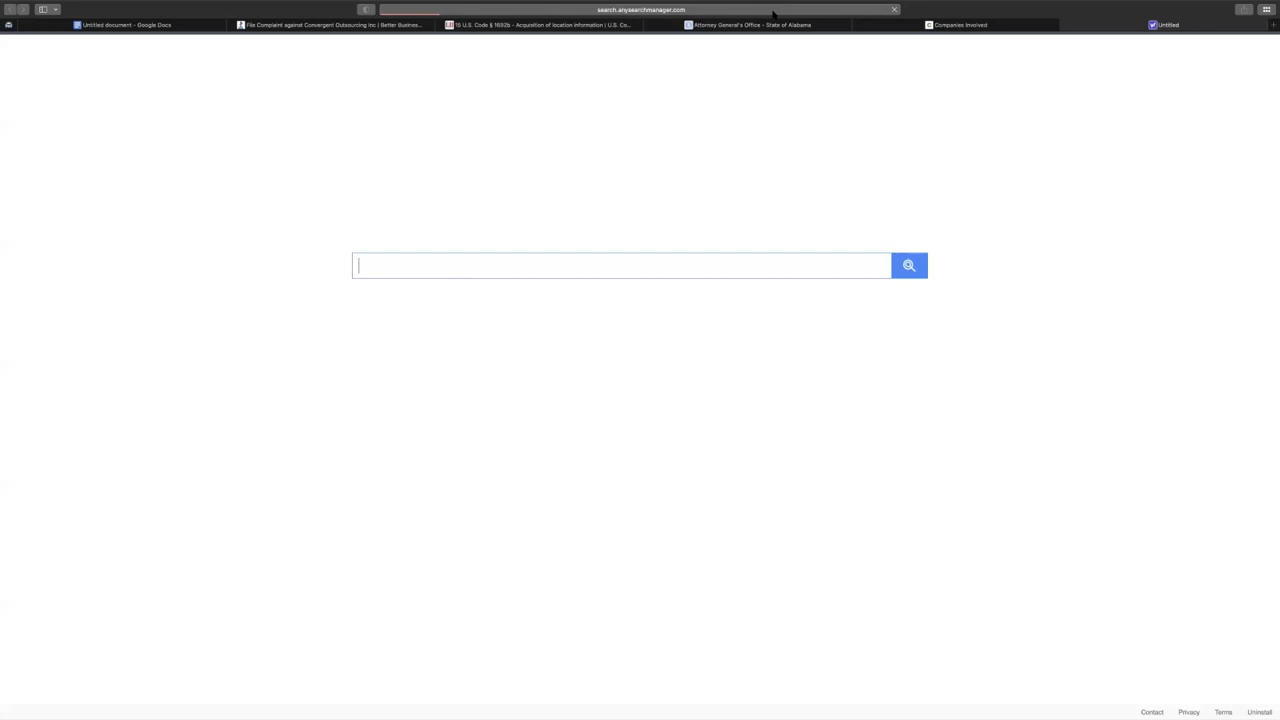 search.anysearchmanager.com
Untitled document - Google Docs
File Complaint against Convergent Outsourcing Inc | Better Busines...
15 U.S. Code § 1692b - Acquisition of location information | U.S. Co...
Attorney General's Office - State of Alabama
Companies Involved
Untitled
Contact
Privacy
Terms
Uninstall